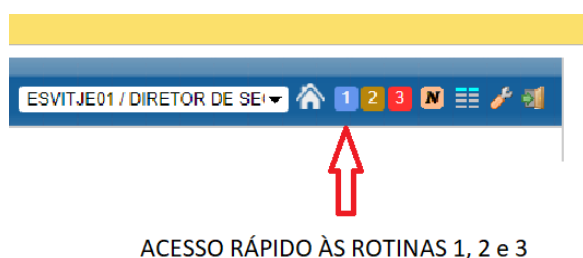 ESVITJE01 / DIRETOR DE SE
1 2 3 N
ACESSO RÁPIDO ÀS ROTINAS 1, 2 e 3